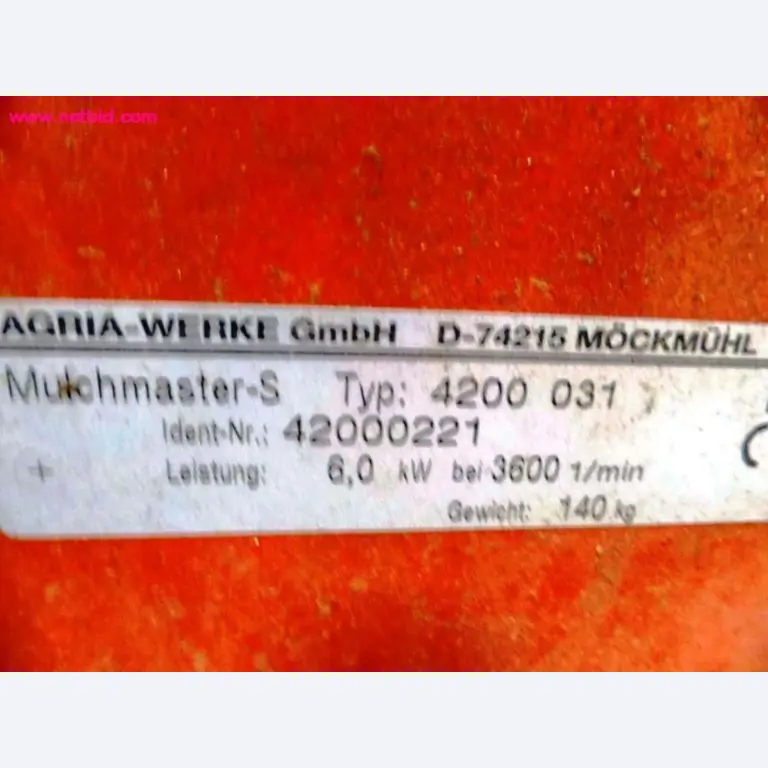 www.netbid.com
AGRIA-WERKE GmbH D-74215 MÖCKMÜHL
Mulchmaster-S Typ: 4200 031
Ident-Nr.: 42000221
Leistung: 6,0 kW bei 3600 1/min
Gewicht: 140 kg